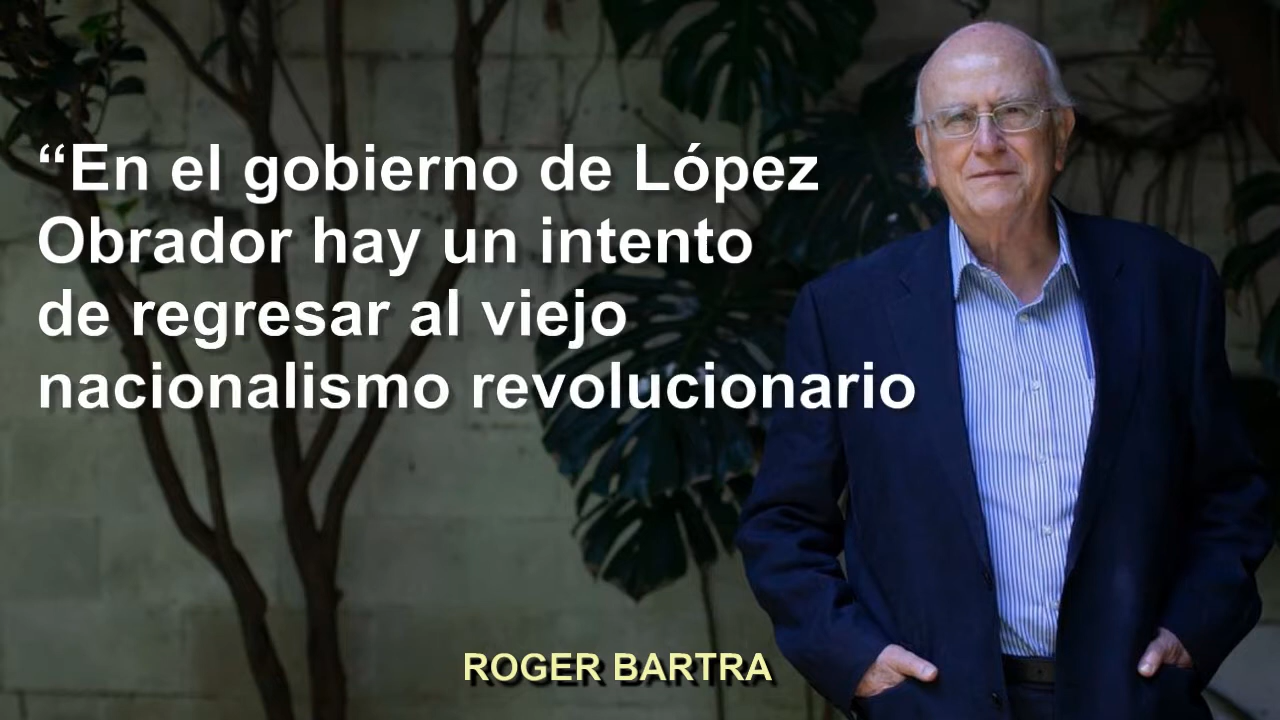 “En el gobierno de López
Obrador hay un intento
de regresar al viejo
nacionalismo revolucionario
ROGER BARTRA